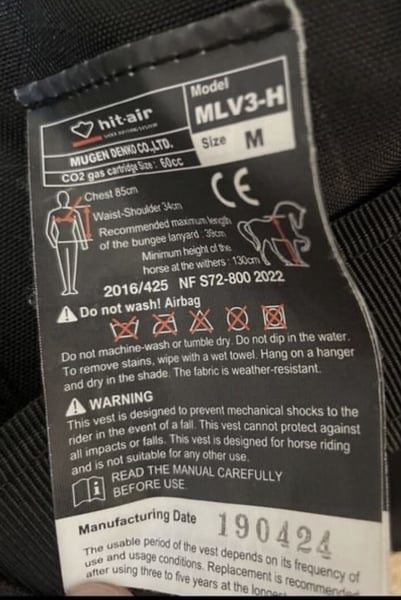 hit-air
Model
MLV3-H
MUGEN DENKO CO.,LTD.
Size M
CO2 gas cartridge Size : 60cc
CE
Chest 85cm
Waist-Shoulder 34cm
Recommended maximum length
of the bungee lanyard : 39cm
Minimum height of the
horse at the withers : 130cm
2016/425 NF S72-800 2022
Do not wash! Airbag
Do not machine-wash or tumble dry. Do not dip in the water.
To remove stains, wipe with a wet towel. Hang on a hanger
and dry in the shade. The fabric is weather-resistant.
WARNING
This vest is designed to prevent mechanical shocks to the
rider in the event of a fall. This vest cannot protect against
all impacts or falls. This vest is designed for horse riding
and is not suitable for any other use.
READ THE MANUAL CAREFULLY
BEFORE USE.
Manufacturing Date 190424
The usable period of the vest depends on its frequency of
use and usage conditions. Replacement is recommended
after using three to five years at the longest